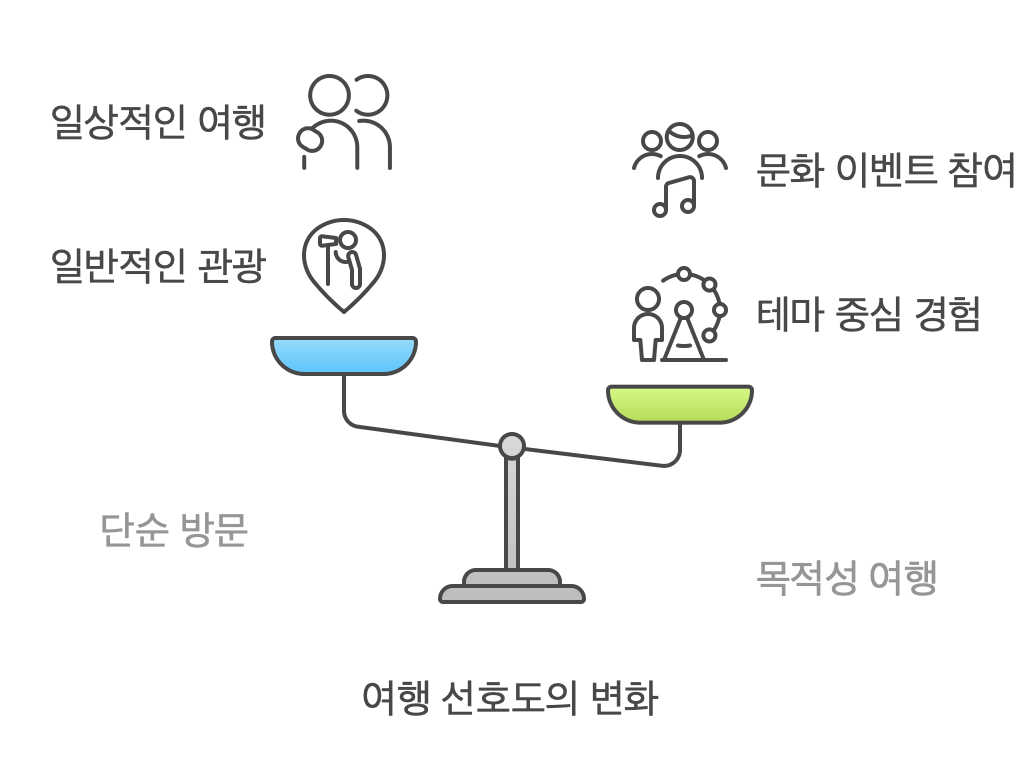 일상적인 여행
문화 이벤트 참여
일반적인 관광
테마 중심 경험
단순 방문
목적성 여행
여행 선호도의 변화